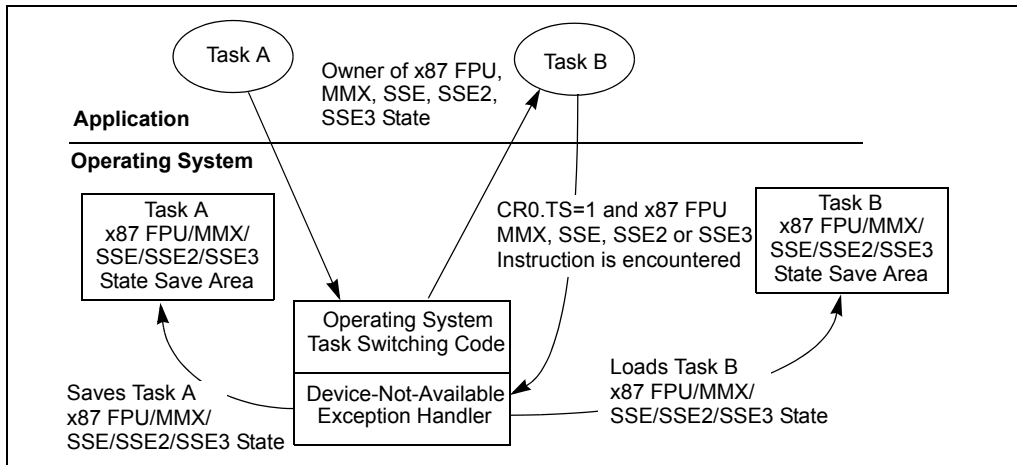 Task A
Owner of x87 FPU,
MMX, SSE, SSE2,
SSE3 State
Task B
Application
Operating System
Task A
x87 FPU/MMX/
SSE/SSE2/SSE3
State Save Area
CR0.TS=1 and x87 FPU
MMX, SSE, SSE2 or SSE3
Instruction is encountered
Task B
x87 FPU/MMX/
SSE/SSE2/SSE3
State Save Area
Operating System
Task Switching Code
Device-Not-Available
Exception Handler
Saves Task A
x87 FPU/MMX/
SSE/SSE2/SSE3 State
Loads Task B
x87 FPU/MMX/
SSE/SSE2/SSE3 State